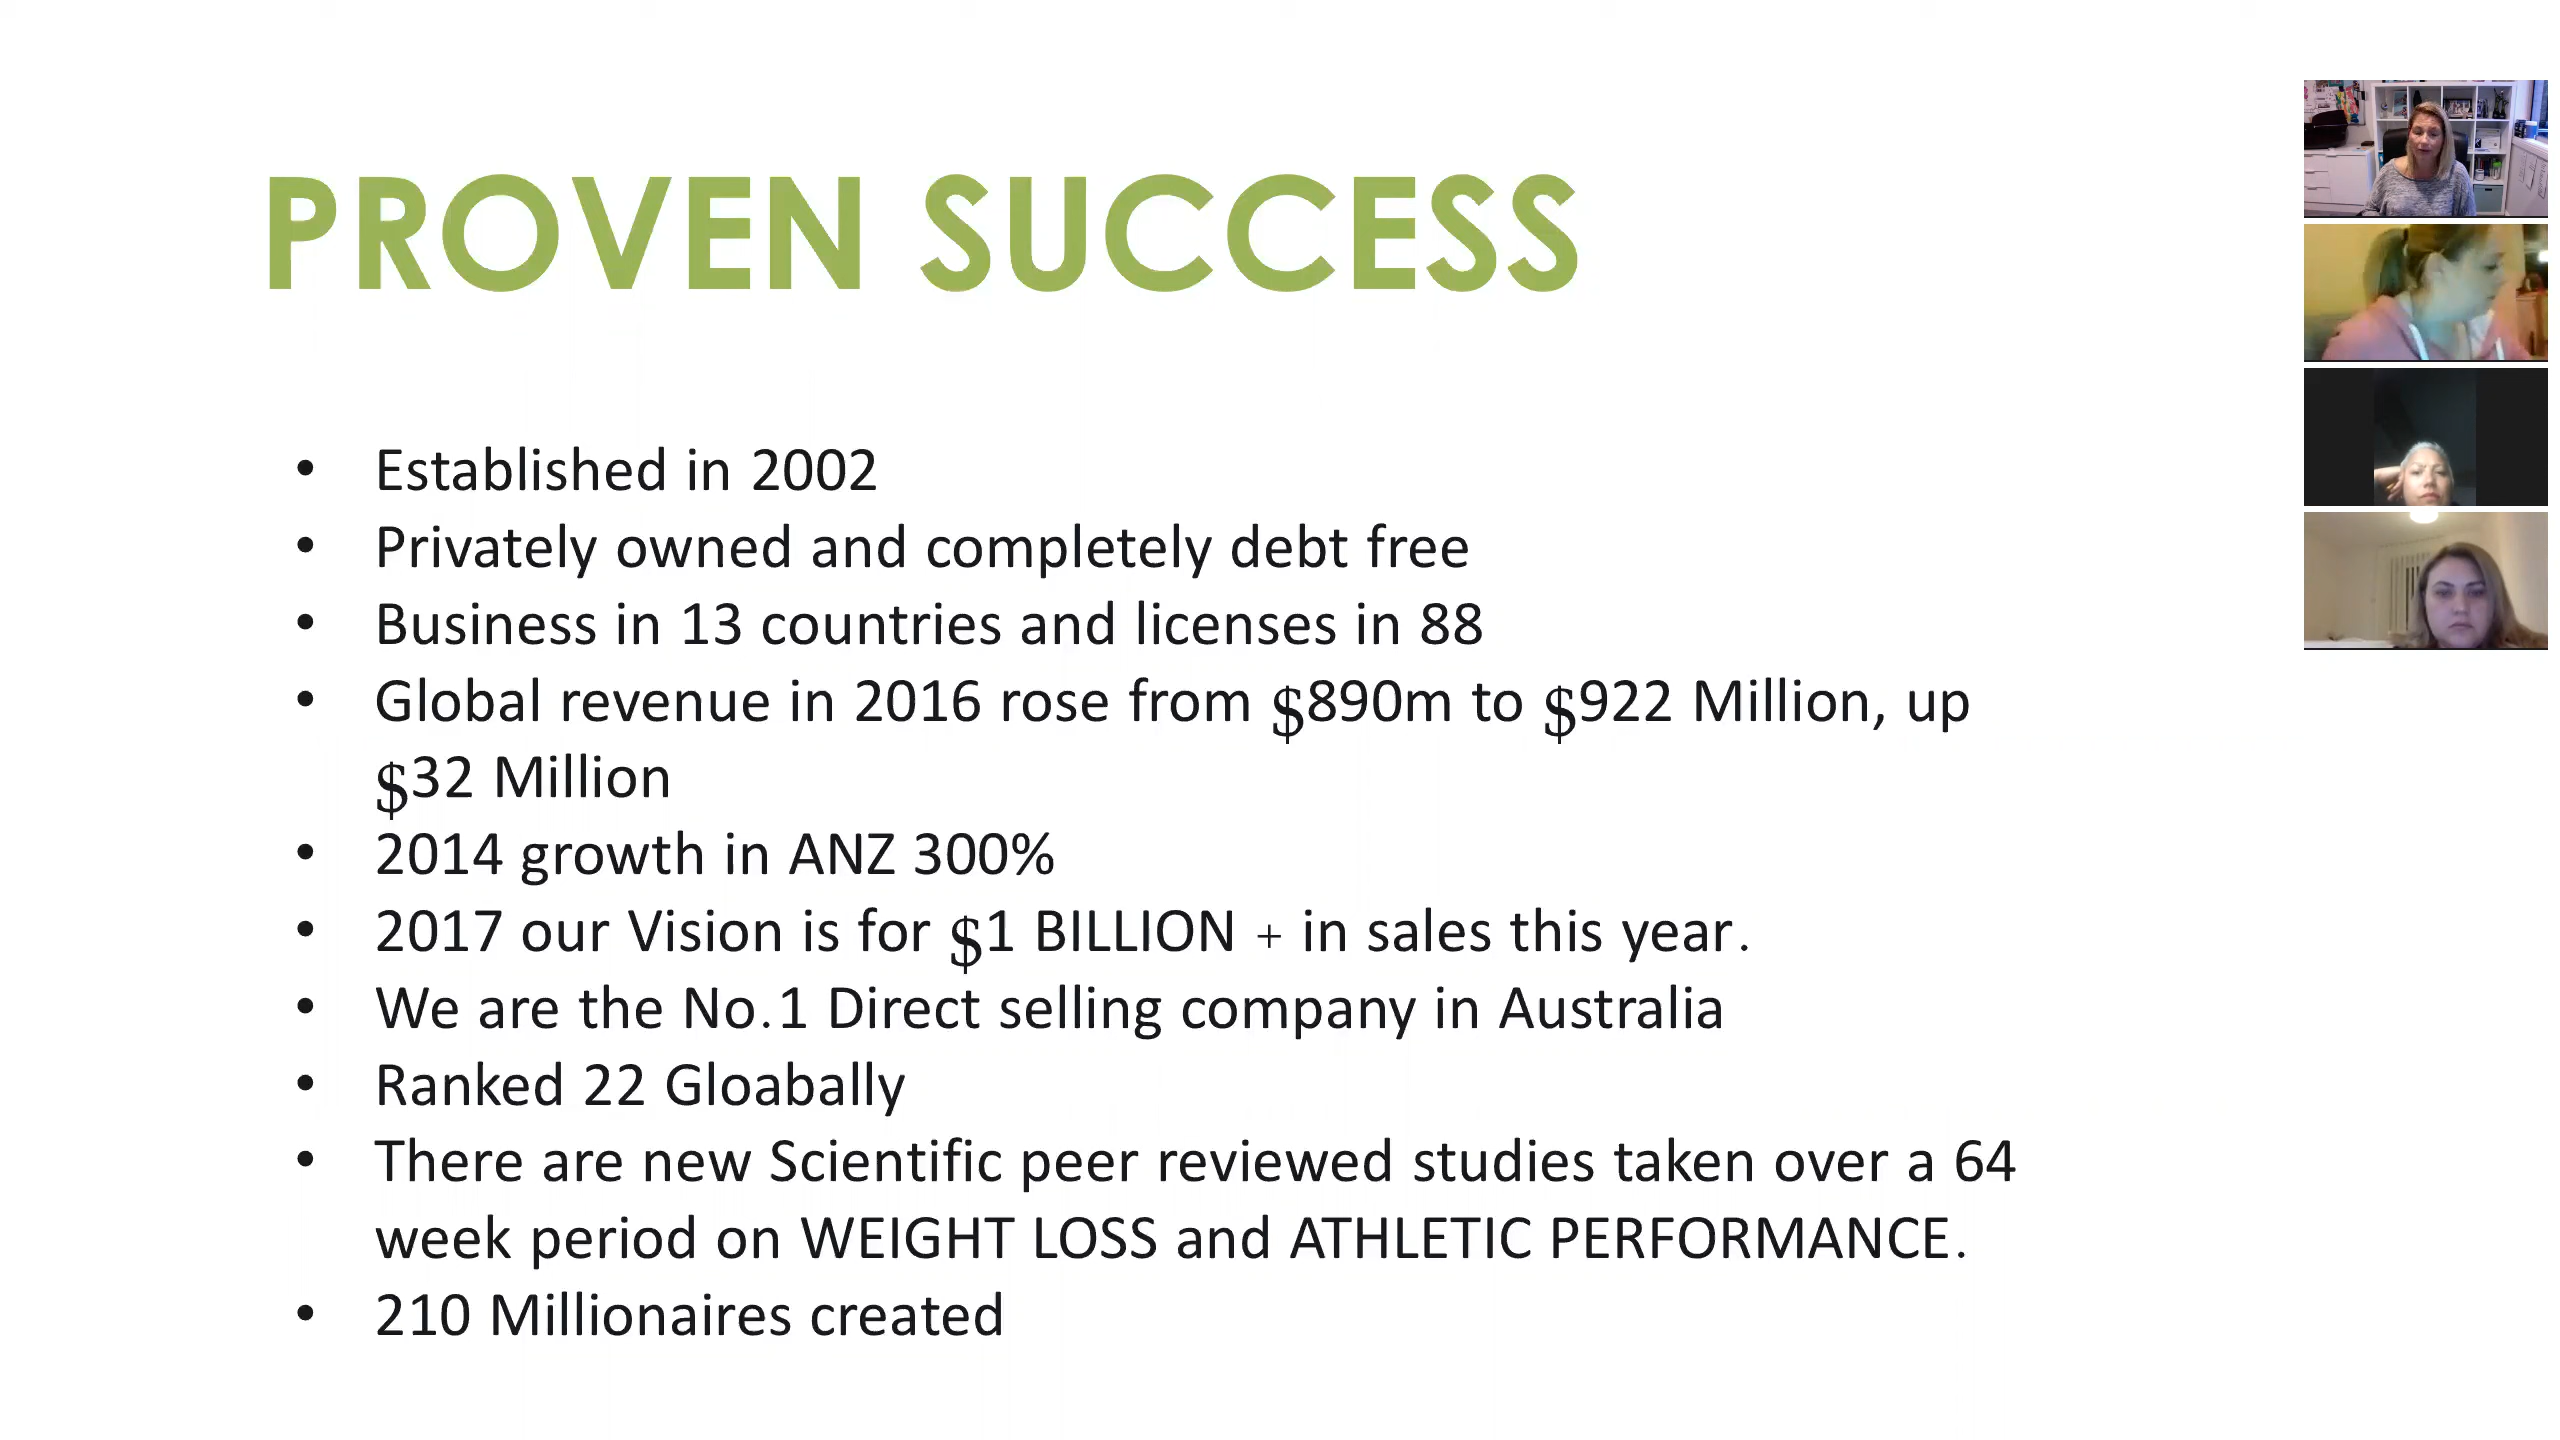 PROVEN SUCCESS
• Established in 2002
• Privately owned and completely debt free
• Business in 13 countries and licenses in 88
• Global revenue in 2016 rose from $890m to $922 Million, up
$32 Million
• 2014 growth in ANZ 300%
• 2017 our Vision is for $1 BILLION + in sales this year.
• We are the No.1 Direct selling company in Australia
• Ranked 22 Gloabally
• There are new Scientific peer reviewed studies taken over a 64
week period on WEIGHT LOSS and ATHLETIC PERFORMANCE.
• 210 Millionaires created